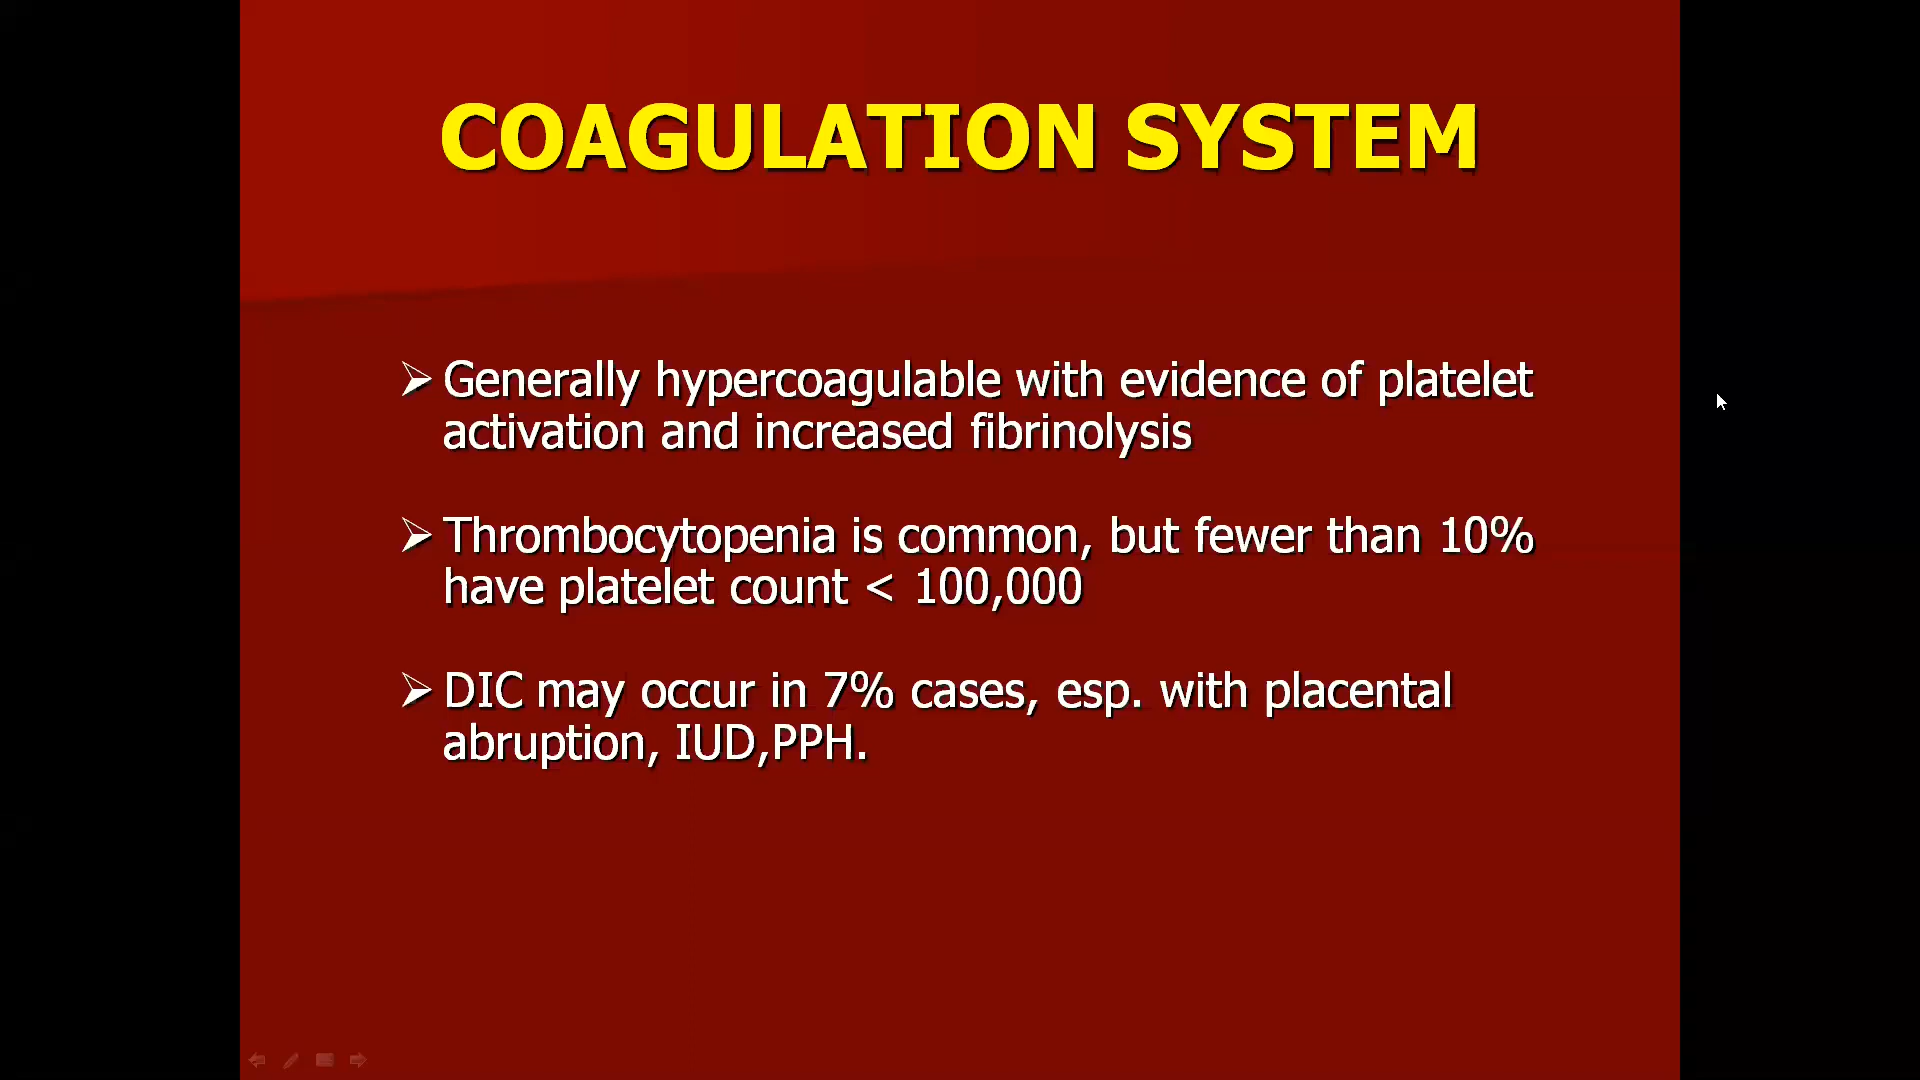 COAGULATION SYSTEM
➢ Generally hypercoagulable with evidence of platelet
activation and increased fibrinolysis
➢ Thrombocytopenia is common, but fewer than 10%
have platelet count < 100,000
➢ DIC may occur in 7% cases, esp. with placental
abruption, IUD,PPH.